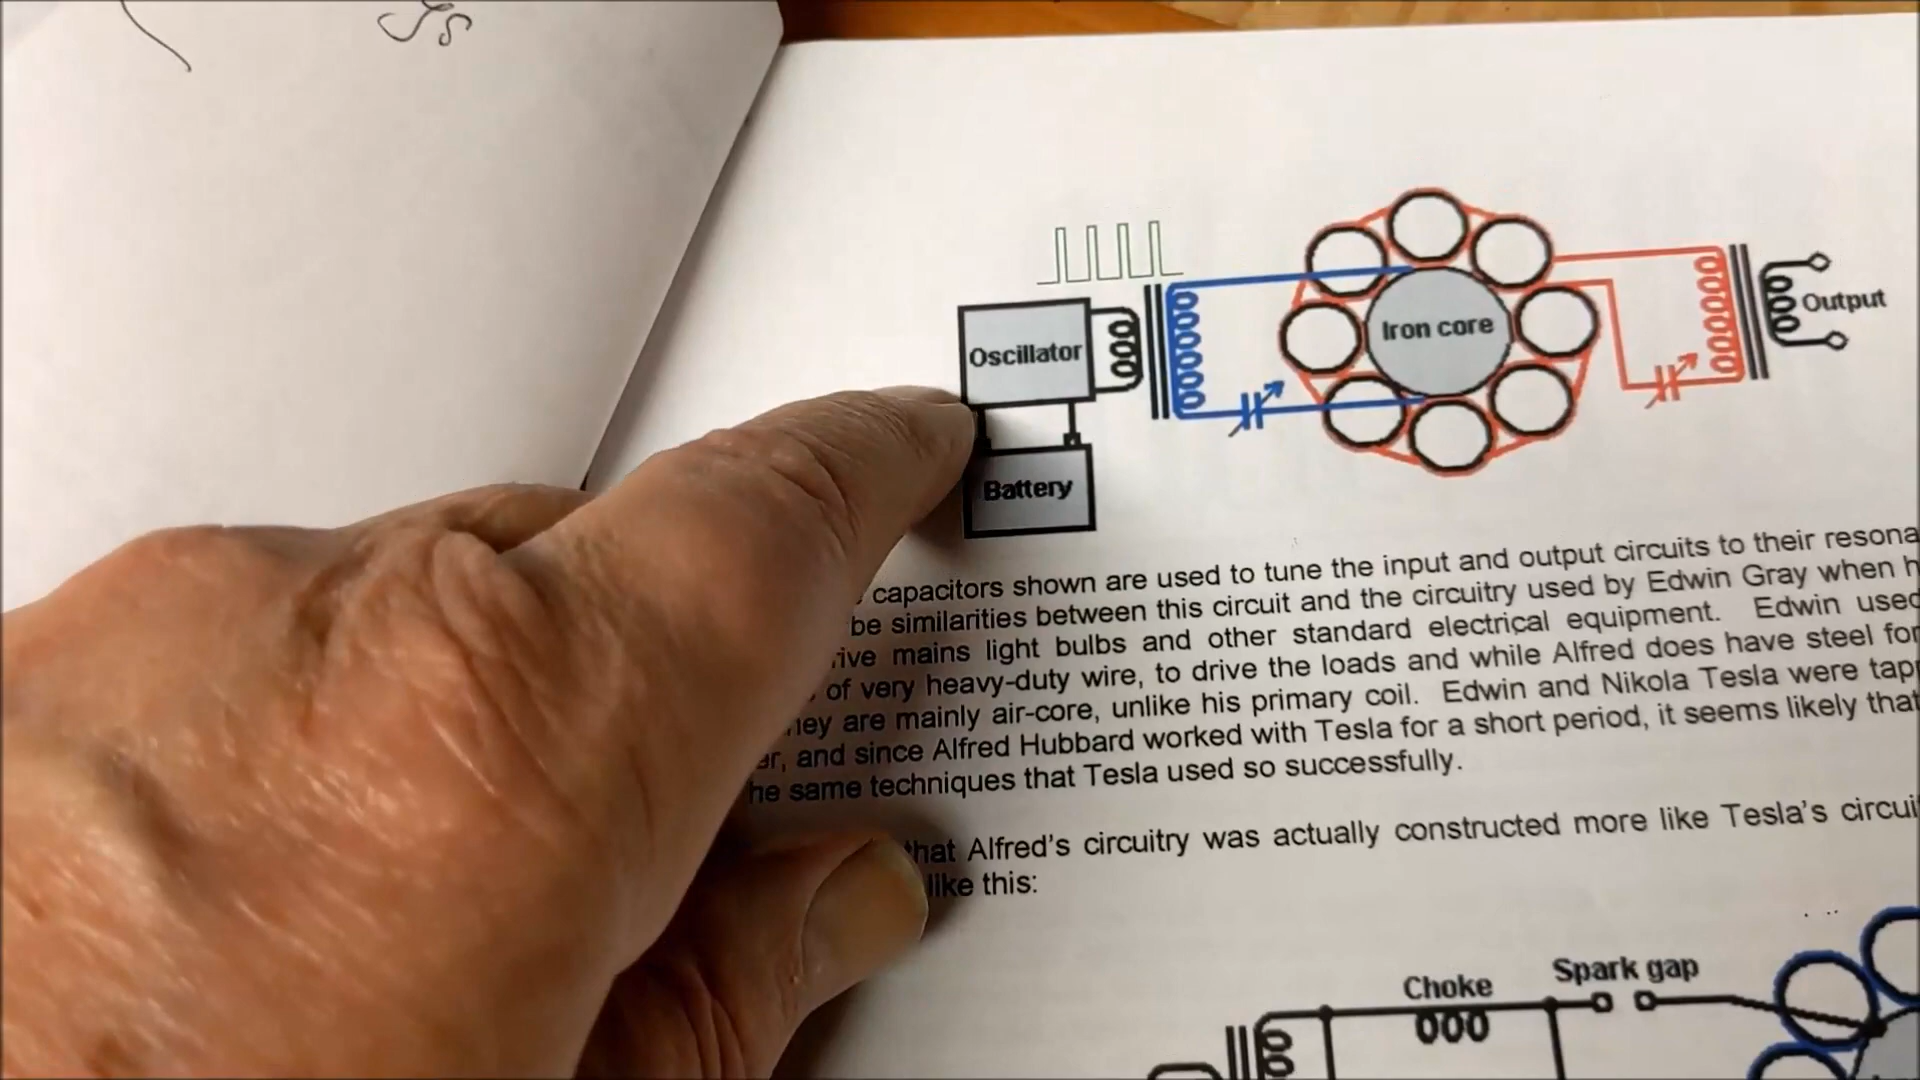 Iron core
Output
Oscillator
Battery
capacitors shown are used to tune the input and output circuits to their resona
be similarities between this circuit and the circuitry used by Edwin Gray when h
mains light bulbs and other standard electrical equipment. Edwin used
of very heavy-duty wire, to drive the loads and while Alfred does have steel for
are mainly air-core, unlike his primary coil. Edwin and Nikola Tesla were tap
and since Alfred Hubbard worked with Tesla for a short period, it seems likely that
he same techniques that Tesla used so successfully.
that Alfred's circuitry was actually constructed more like Tesla's circui
like this:
Spark gap
Choke